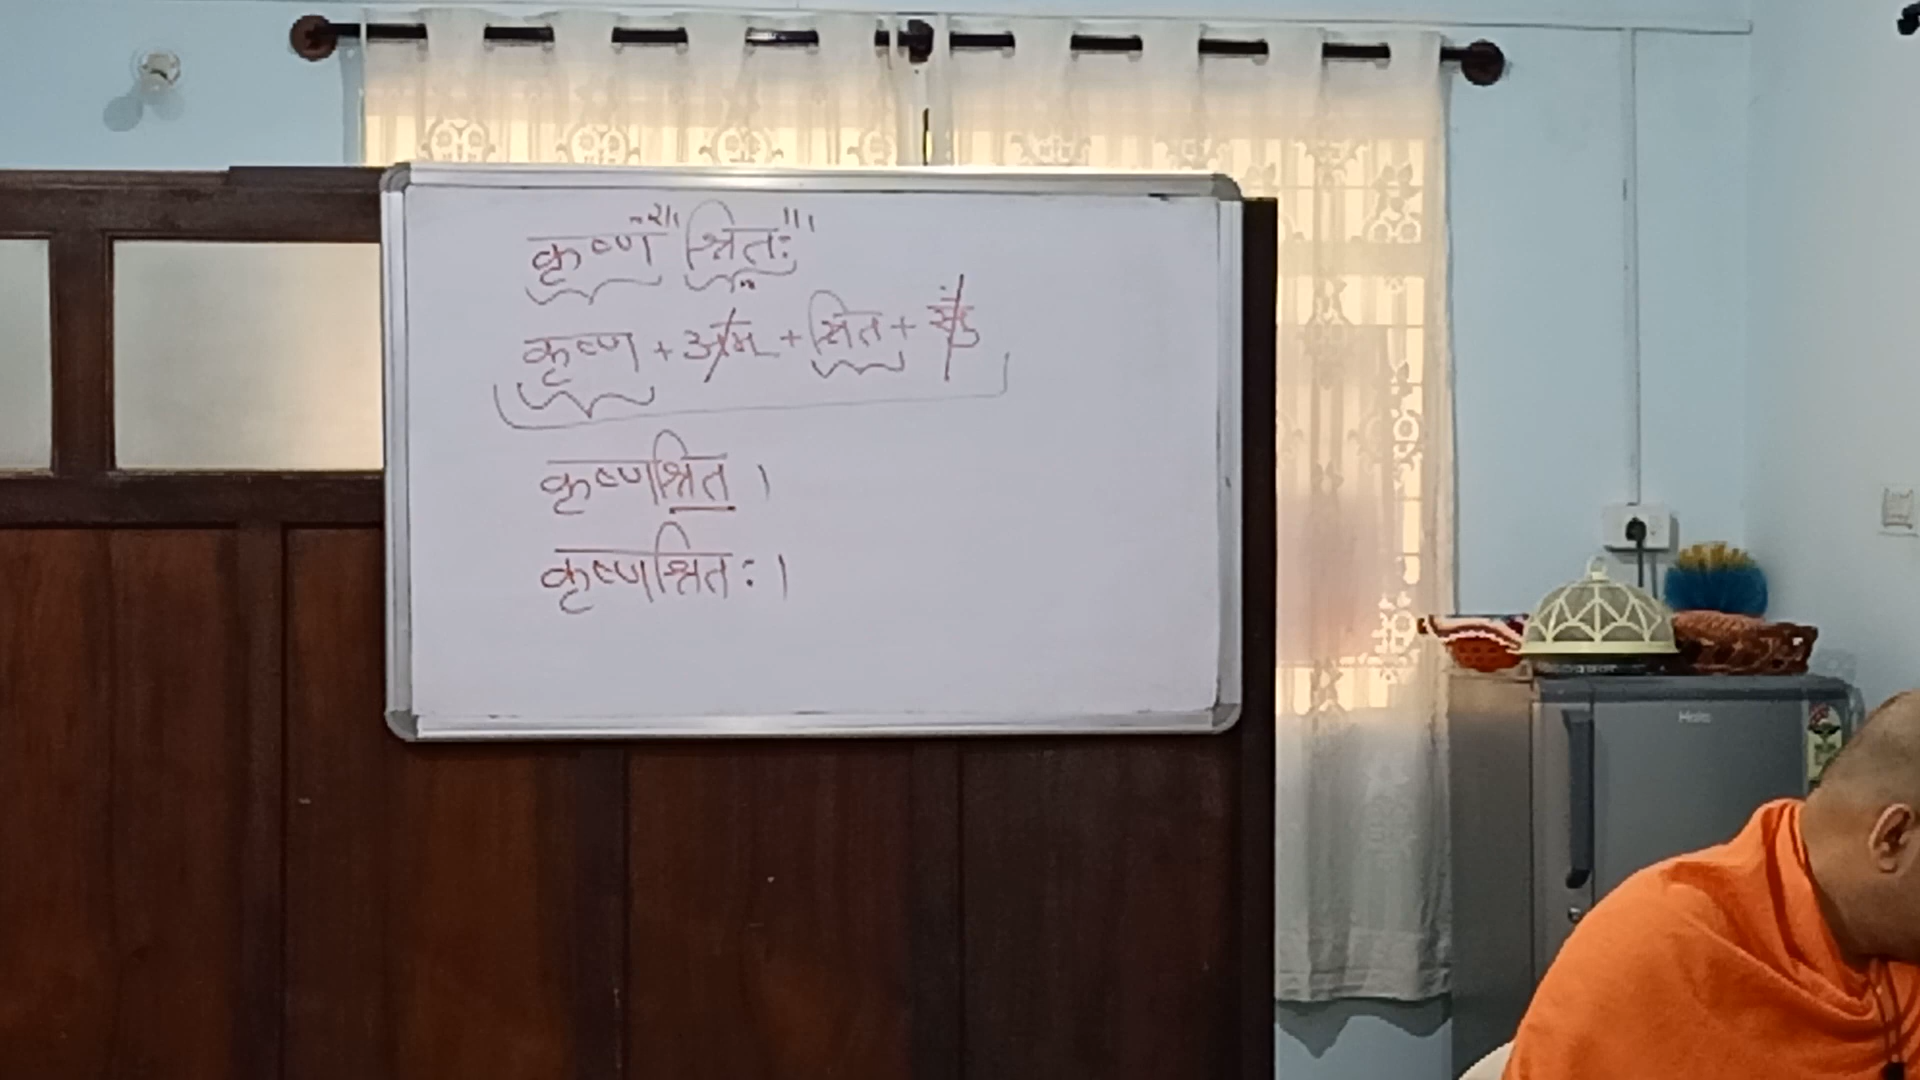 कृष्ण श्रितः
कृष्ण + अम् + श्रित + सुँ
कृष्णश्रित ।
कृष्णश्रितः ।